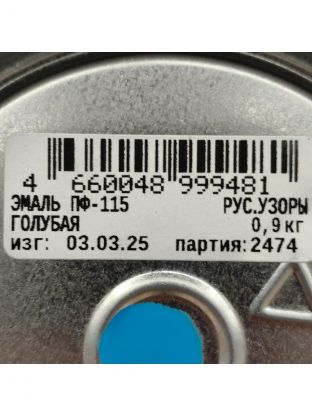 4 660048 999481
ЭМАЛЬ ПФ-115 РУС.УЗОРЫ
ГОЛУБАЯ 0,9кг
изг: 03.03.25 партия:2474